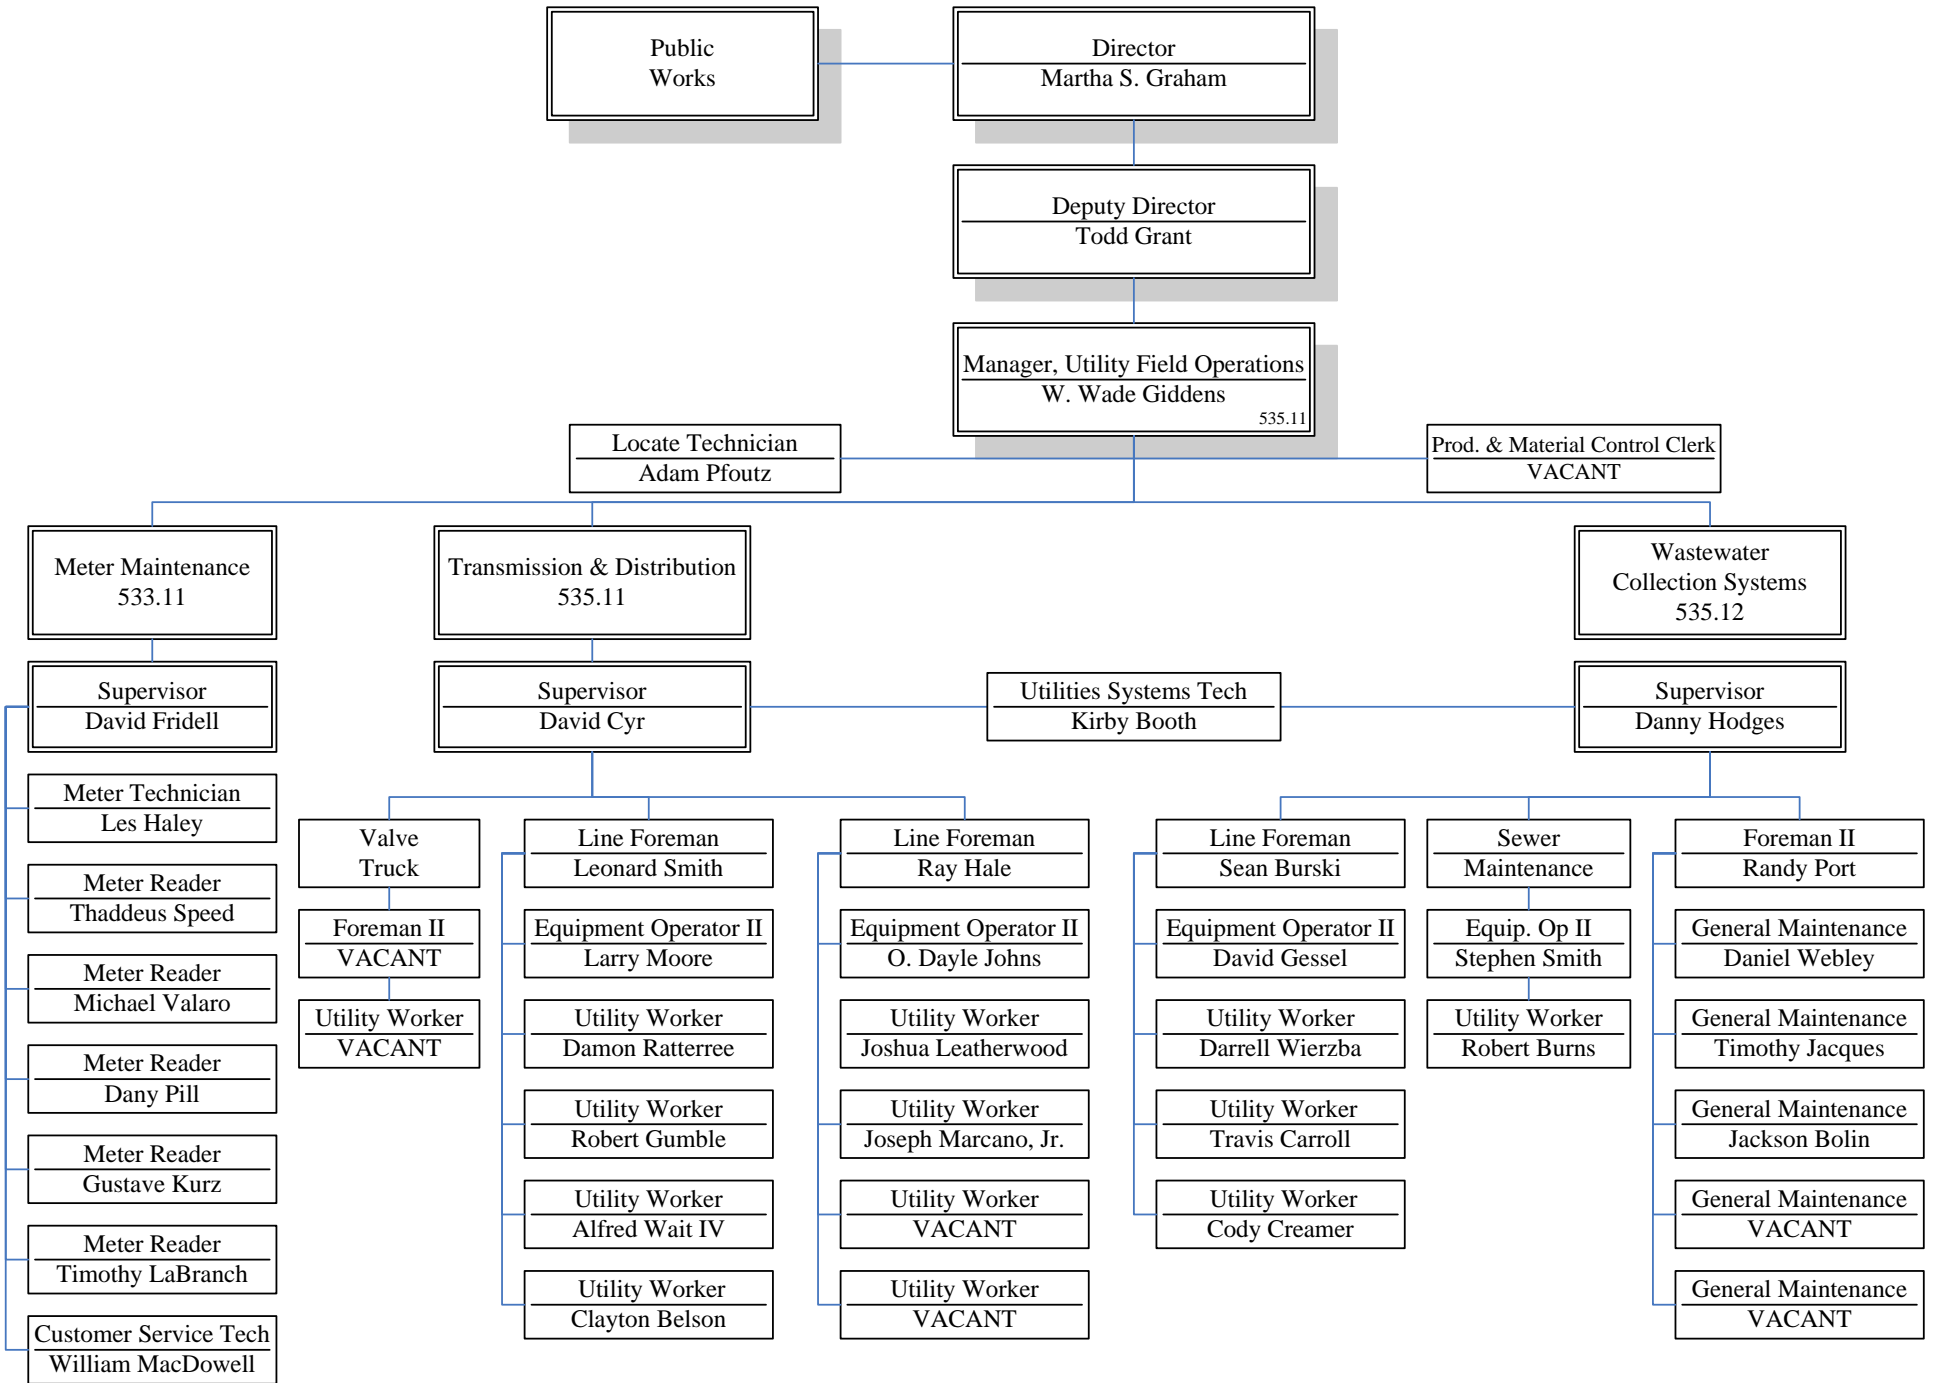 Public
Works
Director
Martha S. Graham
Deputy Director
Todd Grant
Manager, Utility Field Operations
W. Wade Giddens
535.11
Locate Technician
Adam Pfoutz
Prod. & Material Control Clerk
VACANT
Meter Maintenance
533.11
Transmission & Distribution
535.11
Wastewater
Collection Systems
535.12
Supervisor
David Fridell
Supervisor
David Cyr
Utilities Systems Tech
Kirby Booth
Supervisor
Danny Hodges
Meter Technician
Les Haley
Meter Reader
Thaddeus Speed
Meter Reader
Michael Valaro
Meter Reader
Dany Pill
Meter Reader
Gustave Kurz
Meter Reader
Timothy LaBranch
Customer Service Tech
William MacDowell
Valve
Truck
Foreman II
VACANT
Utility Worker
VACANT
Line Foreman
Leonard Smith
Equipment Operator II
Larry Moore
Utility Worker
Damon Ratterree
Utility Worker
Robert Gumble
Utility Worker
Alfred Wait IV
Utility Worker
Clayton Belson
Line Foreman
Ray Hale
Equipment Operator II
O. Dayle Johns
Utility Worker
Joshua Leatherwood
Utility Worker
Joseph Marcano, Jr.
Utility Worker
VACANT
Utility Worker
VACANT
Line Foreman
Sean Burski
Equipment Operator II
David Gessel
Utility Worker
Darrell Wierzba
Utility Worker
Travis Carroll
Utility Worker
Cody Creamer
Sewer
Maintenance
Equip. Op II
Stephen Smith
Utility Worker
Robert Burns
Foreman II
Randy Port
General Maintenance
Daniel Webley
General Maintenance
Timothy Jacques
General Maintenance
Jackson Bolin
General Maintenance
VACANT
General Maintenance
VACANT